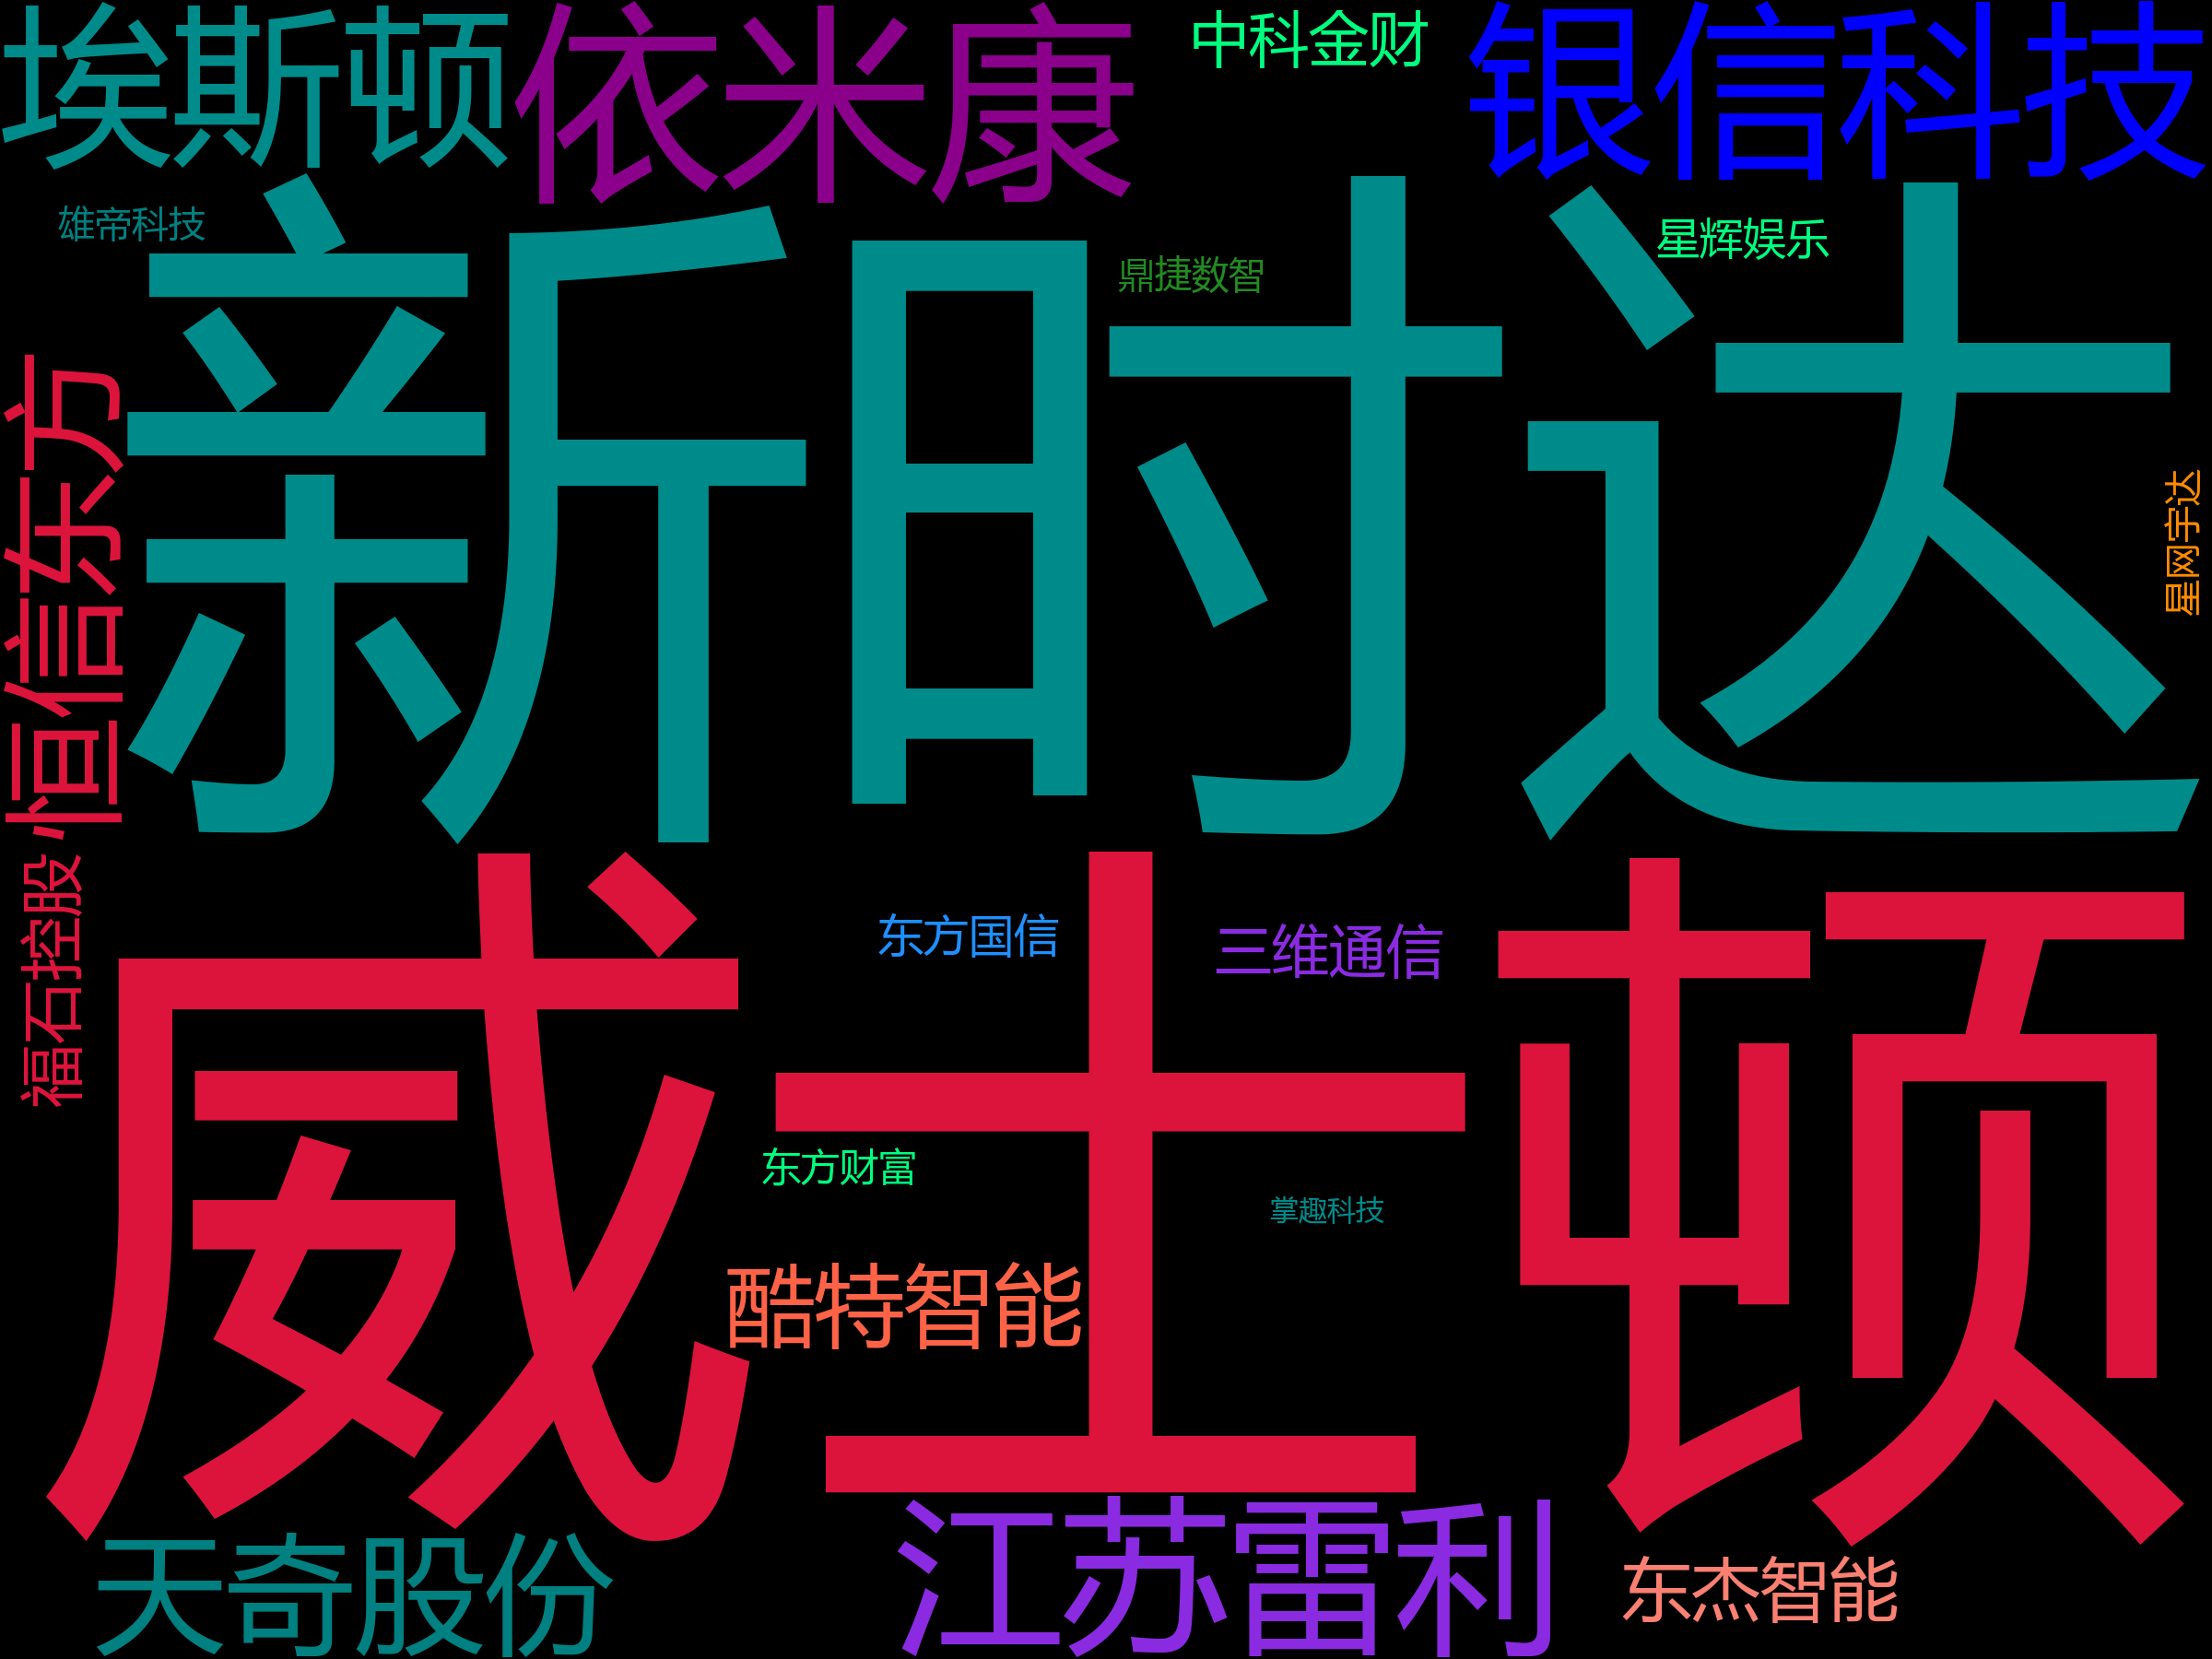 埃斯顿
依米康
中科金财
银信科技
雄帝科技
鼎捷数智
星辉娱乐
新时达
恒信东方
星网宇达
威士顿
福石控股
东方国信
三维通信
东方财富
掌趣科技
酷特智能
天奇股份
江苏雷利
东杰智能